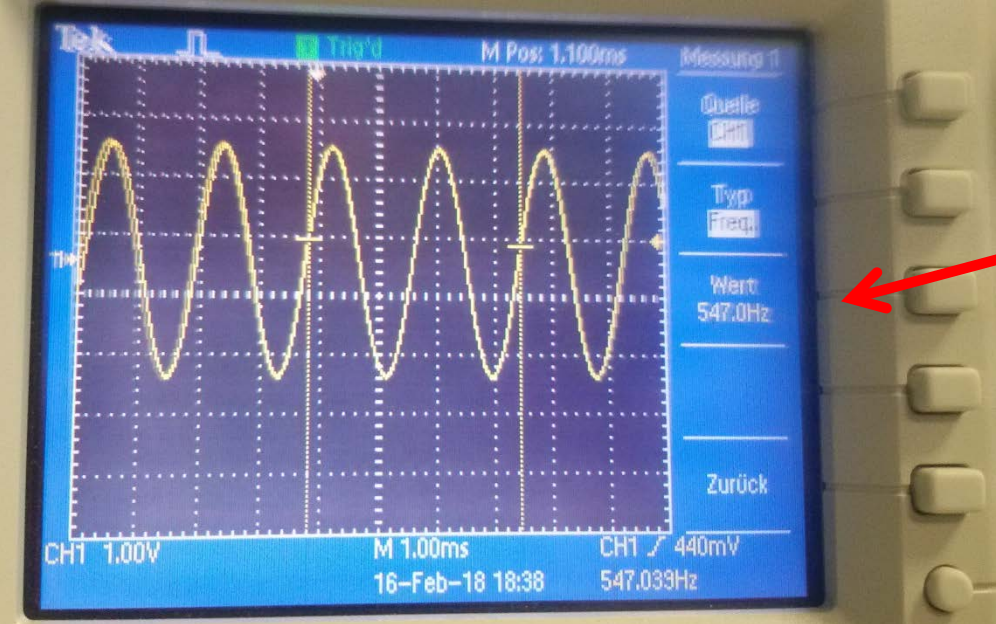 Tek Trig'd M Pos: 1.100ms Messung 1
Quelle
CH1
Typ
Freq.
Wert
547.0Hz
Zurück
CH1 1.00V M 1.00ms CH1 440mV
16-Feb-18 18:38 547.039Hz